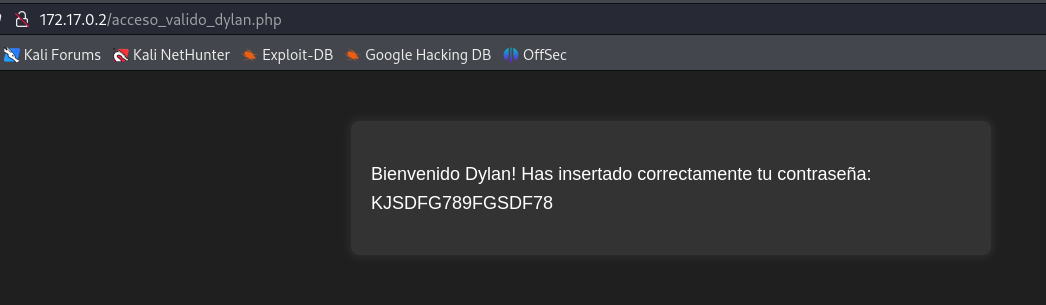 172.17.0.2/acceso_valido_dylan.php
Kali Forums Kali NetHunter Exploit-DB Google Hacking DB OffSec
Bienvenido Dylan! Has insertado correctamente tu contraseña:
KJSDFG789FGSDF78